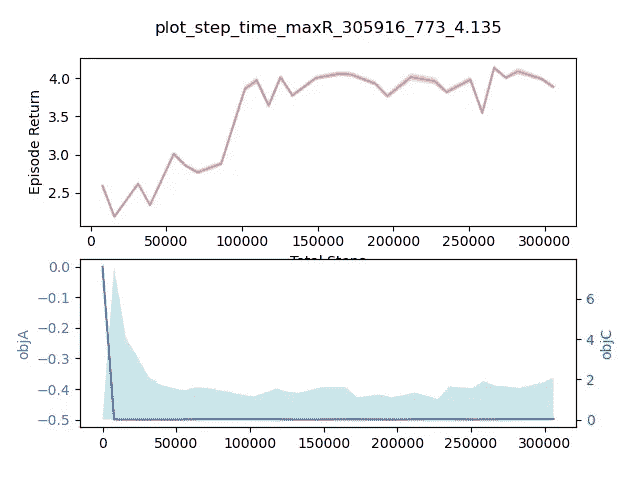 plot_step_time_maxR_305916_773_4.135
Episode Return
4.0
3.5
3.0
2.5
0 50000 100000 150000 200000 250000 300000
Total Steps
objA
0.0
−0.1
−0.2
−0.3
−0.4
−0.5
6
4
2
0
objC
0 50000 100000 150000 200000 250000 300000